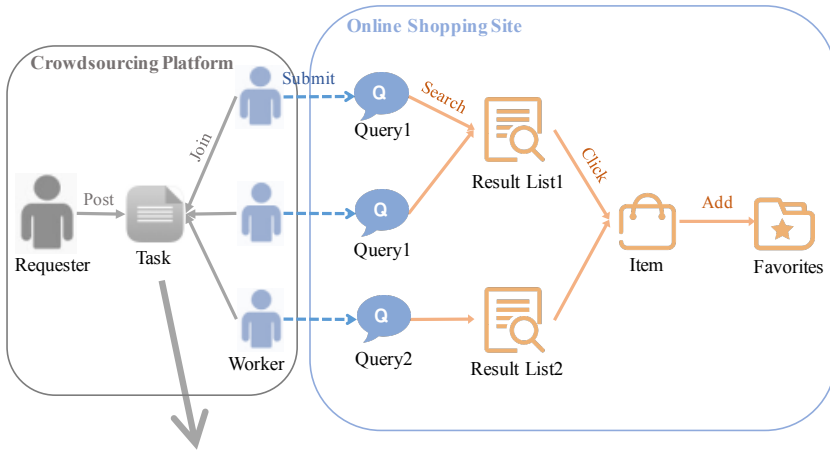 Online Shopping Site
Crowdsourcing Platform
Submit
Q
Query1
Search
Result List1
Join
Click
Post
Requester
Task
Q
Query1
Item
Add
Favorites
Worker
Q
Query2
Result List2